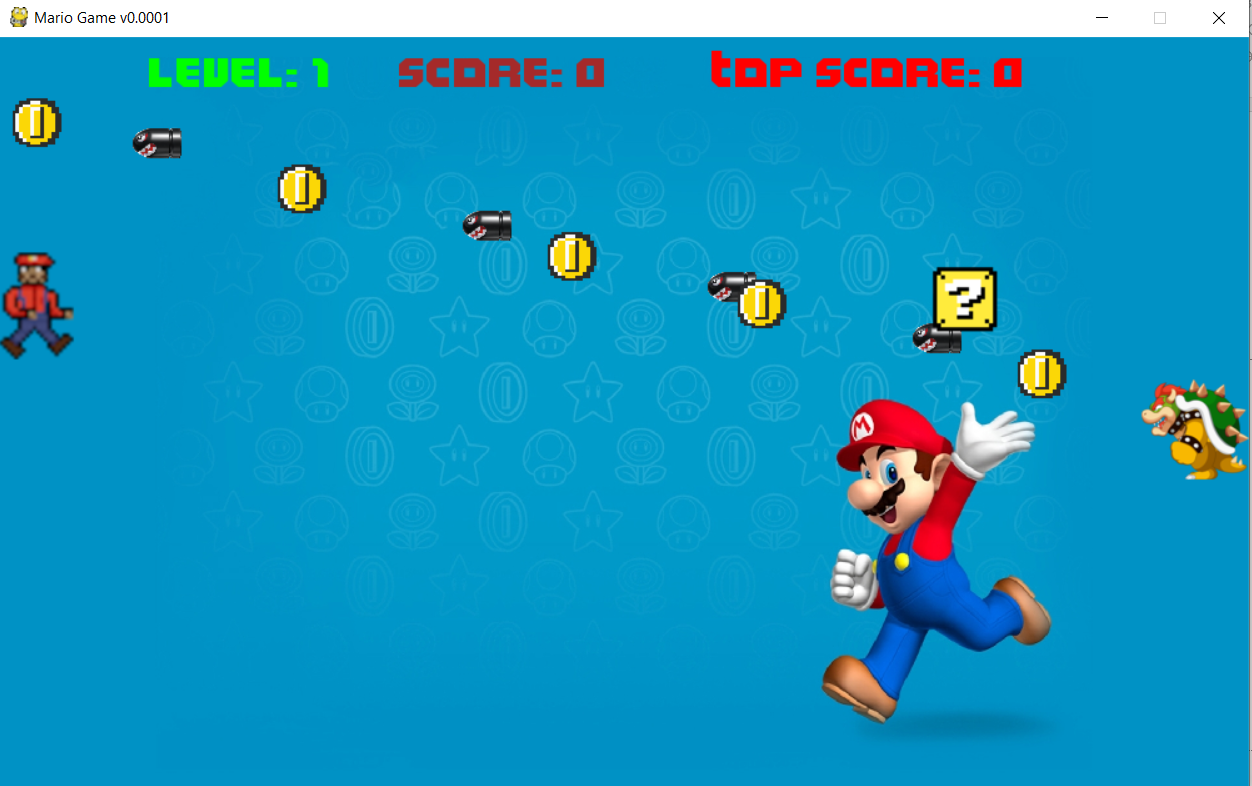 Mario Game v0.0001
LEVEL: 1 SCORE: 0 TOP SCORE: 0
?
M